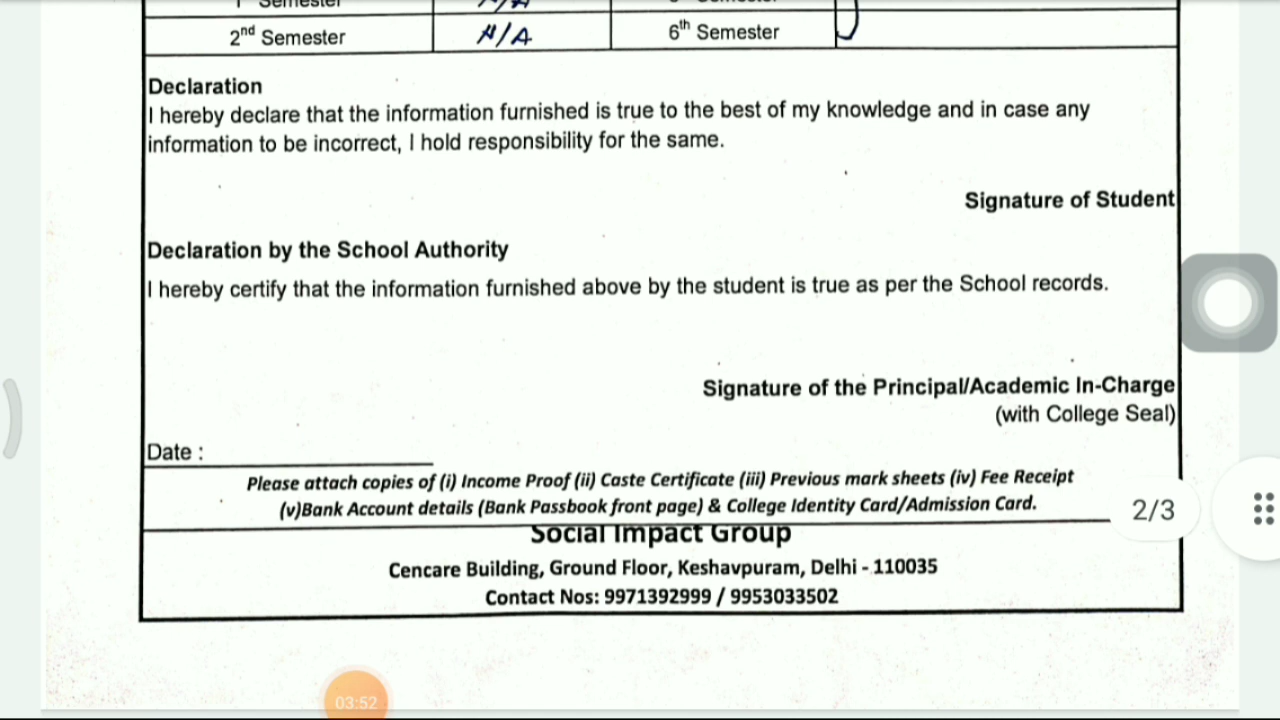 1 Semester N/A Semester
2nd Semester N/A 6th Semester
Declaration
I hereby declare that the information furnished is true to the best of my knowledge and in case any
information to be incorrect, I hold responsibility for the same.
Signature of Student
Declaration by the School Authority
I hereby certify that the information furnished above by the student is true as per the School records.
Signature of the Principal/Academic In-Charge
(with College Seal)
Date :
Please attach copies of (i) Income Proof (ii) Caste Certificate (iii) Previous mark sheets (iv) Fee Receipt
(v)Bank Account details (Bank Passbook front page) & College Identity Card/Admission Card.
2/3
Social Impact Group
Cencare Building, Ground Floor, Keshavpuram, Delhi - 110035
Contact Nos: 9971392999 / 9953033502
03:52